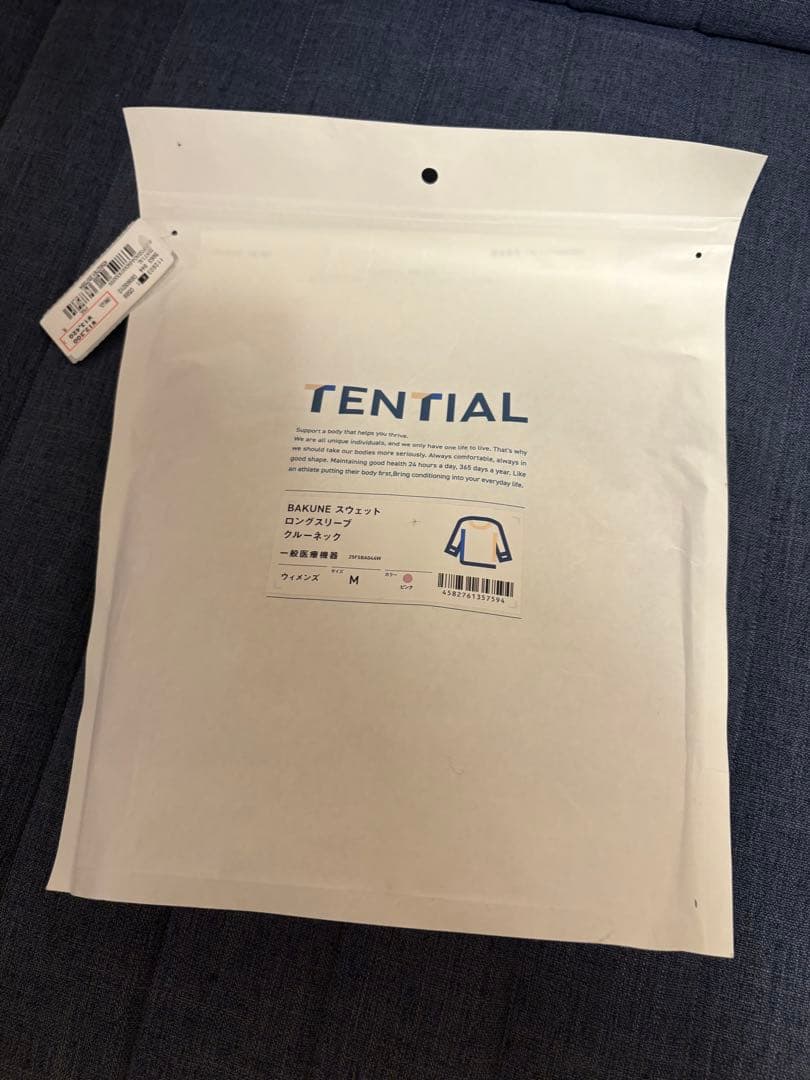 TENTIAL
Support a body that helps you thrive.
We are all unique individuals, and we only have one life to live. That's why
we should take our bodies more seriously. Always comfortable, always in
good shape. Maintaining good health 24 hours a day, 365 days a year. Like
an athlete putting their body first,Bring conditioning into your everyday life.
BAKUNE スウェット
ロングスリーブ
クルーネック
一般医療機器
ウィメンズ サイズ M カラー ピンク
4582761357594